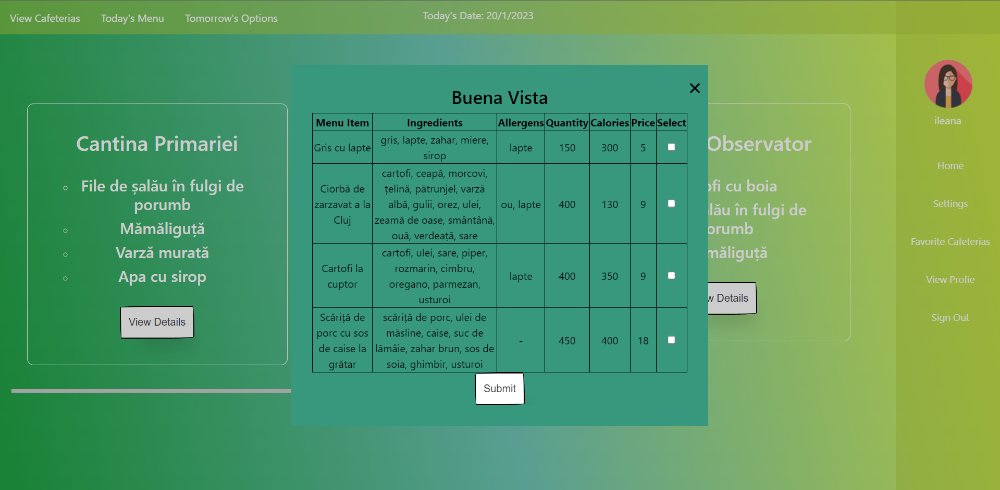 View Cafeterias Today's Menu Tomorrow's Options Today's Date: 20/1/2023
Cantina Primariei
File de șalău în fulgi de
porumb
Mămăliguță
Varză murată
Apa cu sirop
View Details
Buena Vista
Menu Item Ingredients Allergens Quantity Calories Price Select
Gris cu lapte gris, lapte, zahar, miere, lapte 150 300 5
sirop
cartofi, ceapă, morcovi,
Ciorbă de țelină, pătrunjel, varză
zarzavat a la albă, gulii, orez, ulei, ou, lapte 400 130 9
Cluj zeamă de oase, smântână,
ouă, verdeață, sare
cartofi, ulei, sare, piper,
Cartofi la rozmarin, cimbru, lapte 400 350 9
cuptor oregano, parmezan,
usturoi
Scăriță de scăriță de porc, ulei de
porc cu sos măsline, caise, suc de
de caise la lămâie, zahar brun, sos de - 450 400 18
grătar soia, ghimbir, usturoi
Submit
Observator
ofi cu boia
lău în fulgi de
orumb
măliguță
w Details
ileana
Home
Settings
Favorite Cafeterias
View Profie
Sign Out